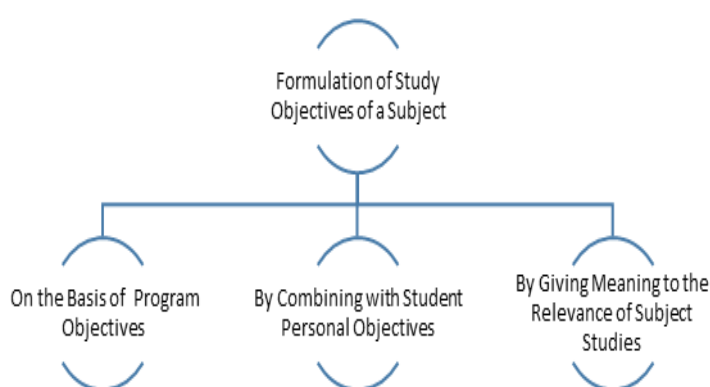 Formulation of Study
Objectives of a Subject
On the Basis of Program
Objectives
By Combining with Student
Personal Objectives
By Giving Meaning to the
Relevance of Subject
Studies